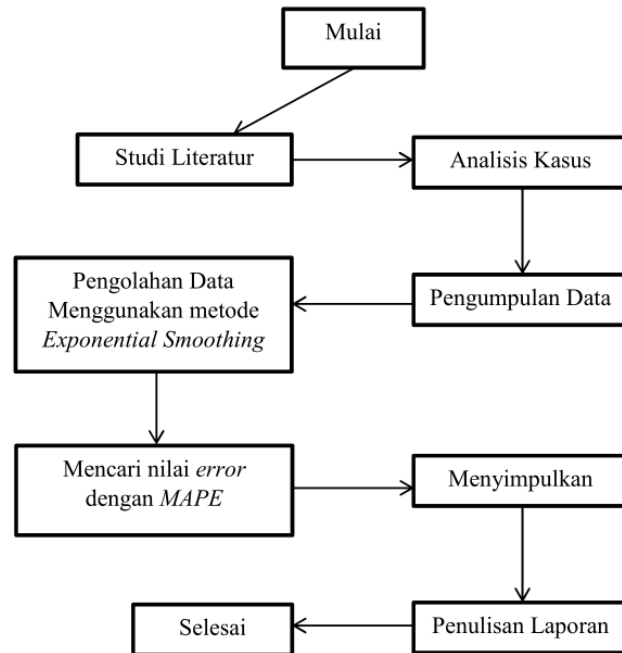 Mulai
Studi Literatur
Analisis Kasus
Pengumpulan Data
Pengolahan Data
Menggunakan metode
Exponential Smoothing
Mencari nilai error
dengan MAPE
Menyimpulkan
Penulisan Laporan
Selesai